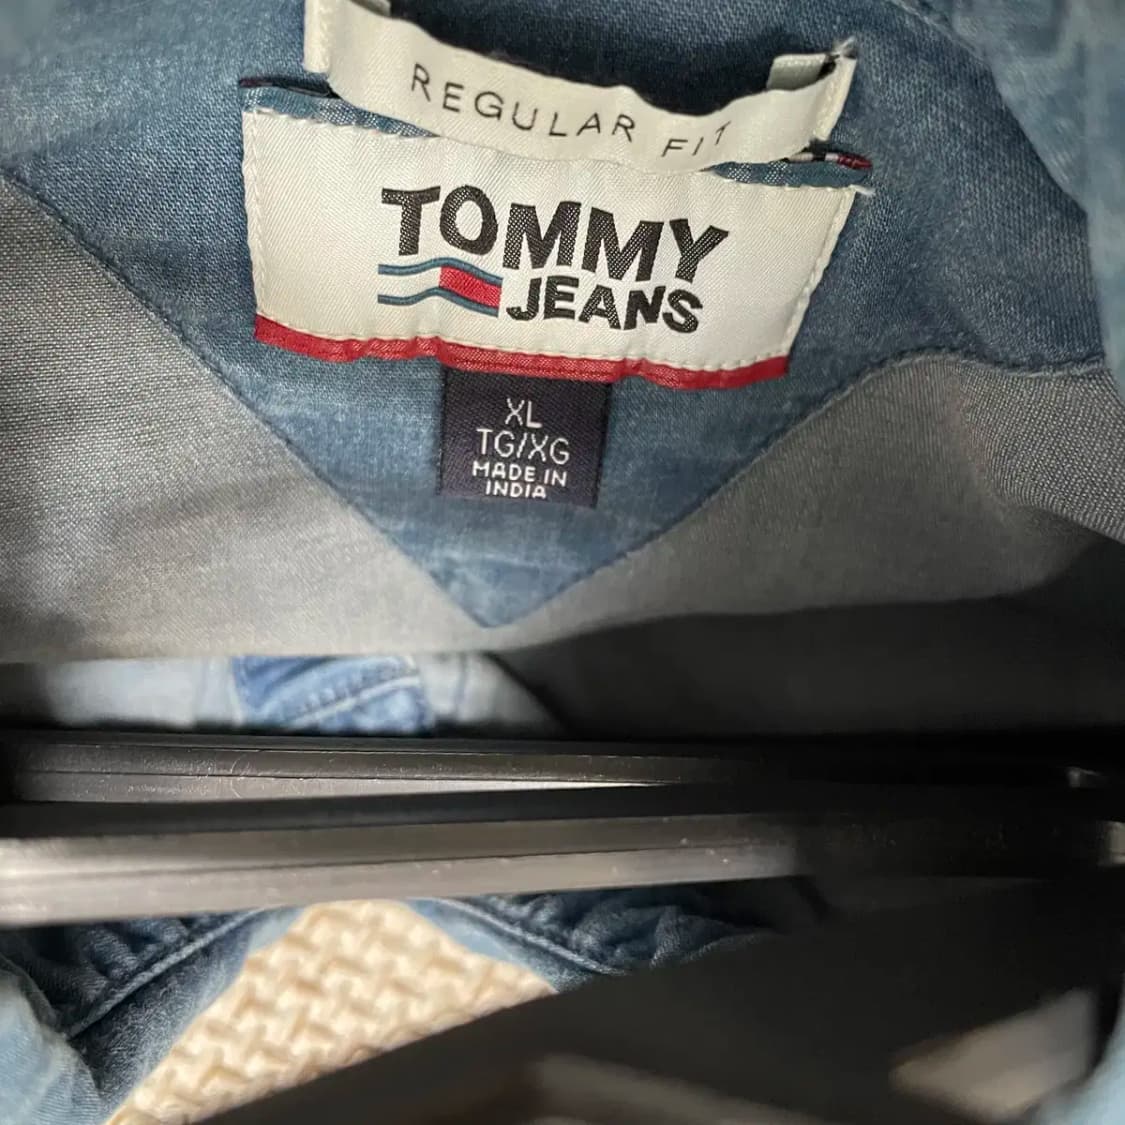 REGULAR FIT
TOMMY
JEANS
XL
TG/XG
MADE IN
INDIA